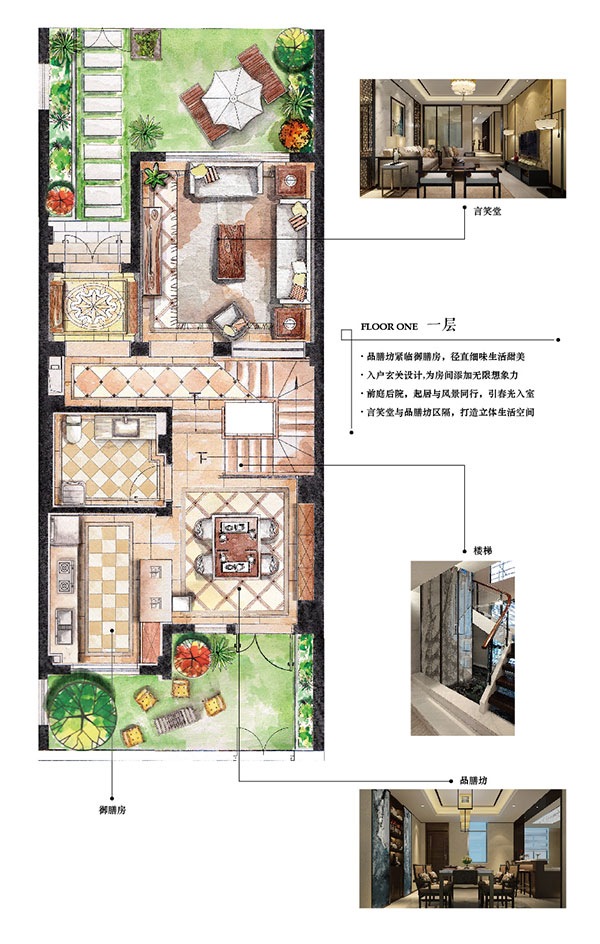 言笑堂
FLOOR ONE 一层
· 品膳坊紧临御膳房，径直细味生活甜美
· 入户玄关设计,为房间添加无限想象力
· 前庭后院，起居与风景同行，引春光入室
· 言笑堂与品膳坊区隔，打造立体生活空间
上
下
楼梯
品膳坊
御膳房